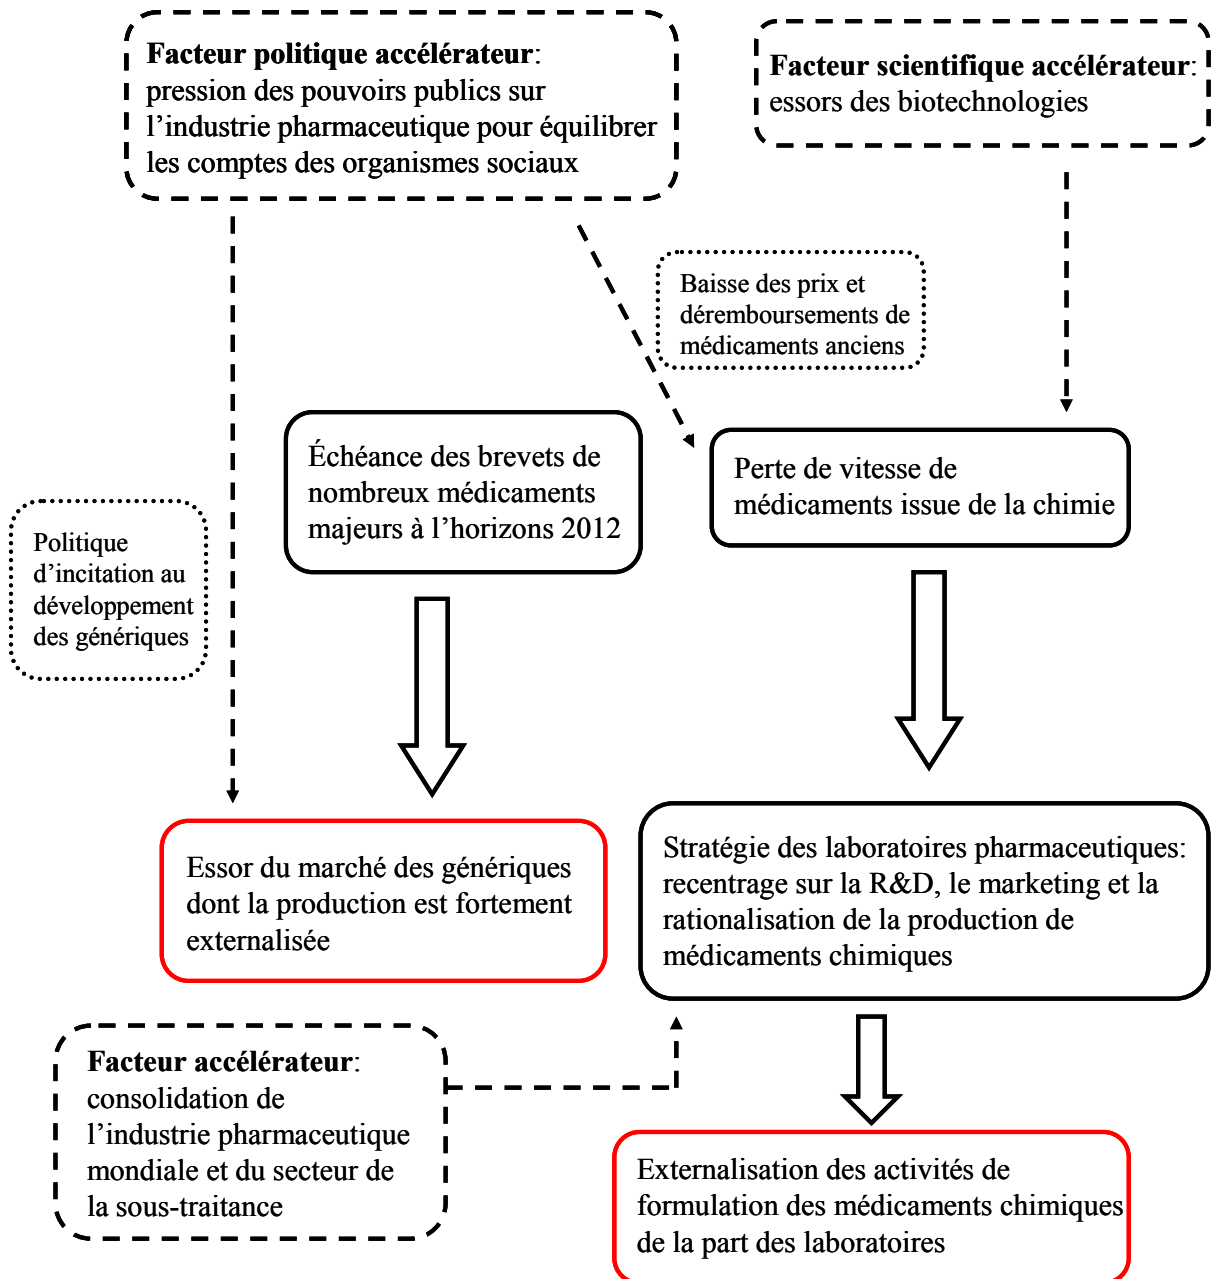 Facteur politique accélérateur:
pression des pouvoirs publics sur
l’industrie pharmaceutique pour équilibrer
les comptes des organismes sociaux
Facteur scientifique accélérateur:
essors des biotechnologies
Baisse des prix et
déremboursements de
médicaments anciens
Échéance des brevets de
nombreux médicaments
majeurs à l’horizons 2012
Perte de vitesse de
médicaments issue de la chimie
Politique
d’incitation au
développement
des génériques
Essor du marché des génériques
dont la production est fortement
externalisée
Stratégie des laboratoires pharmaceutiques:
recentrage sur la R&D, le marketing et la
rationalisation de la production de
médicaments chimiques
Facteur accélérateur:
consolidation de
l’industrie pharmaceutique
mondiale et du secteur de
la sous-traitance
Externalisation des activités de
formulation des médicaments chimiques
de la part des laboratoires